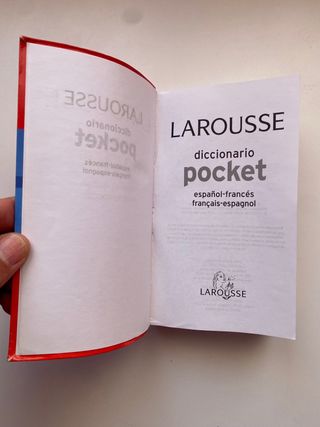 LAROUSSE
diccionario
pocket
español-francés
français-espagnol
LAROUSSE